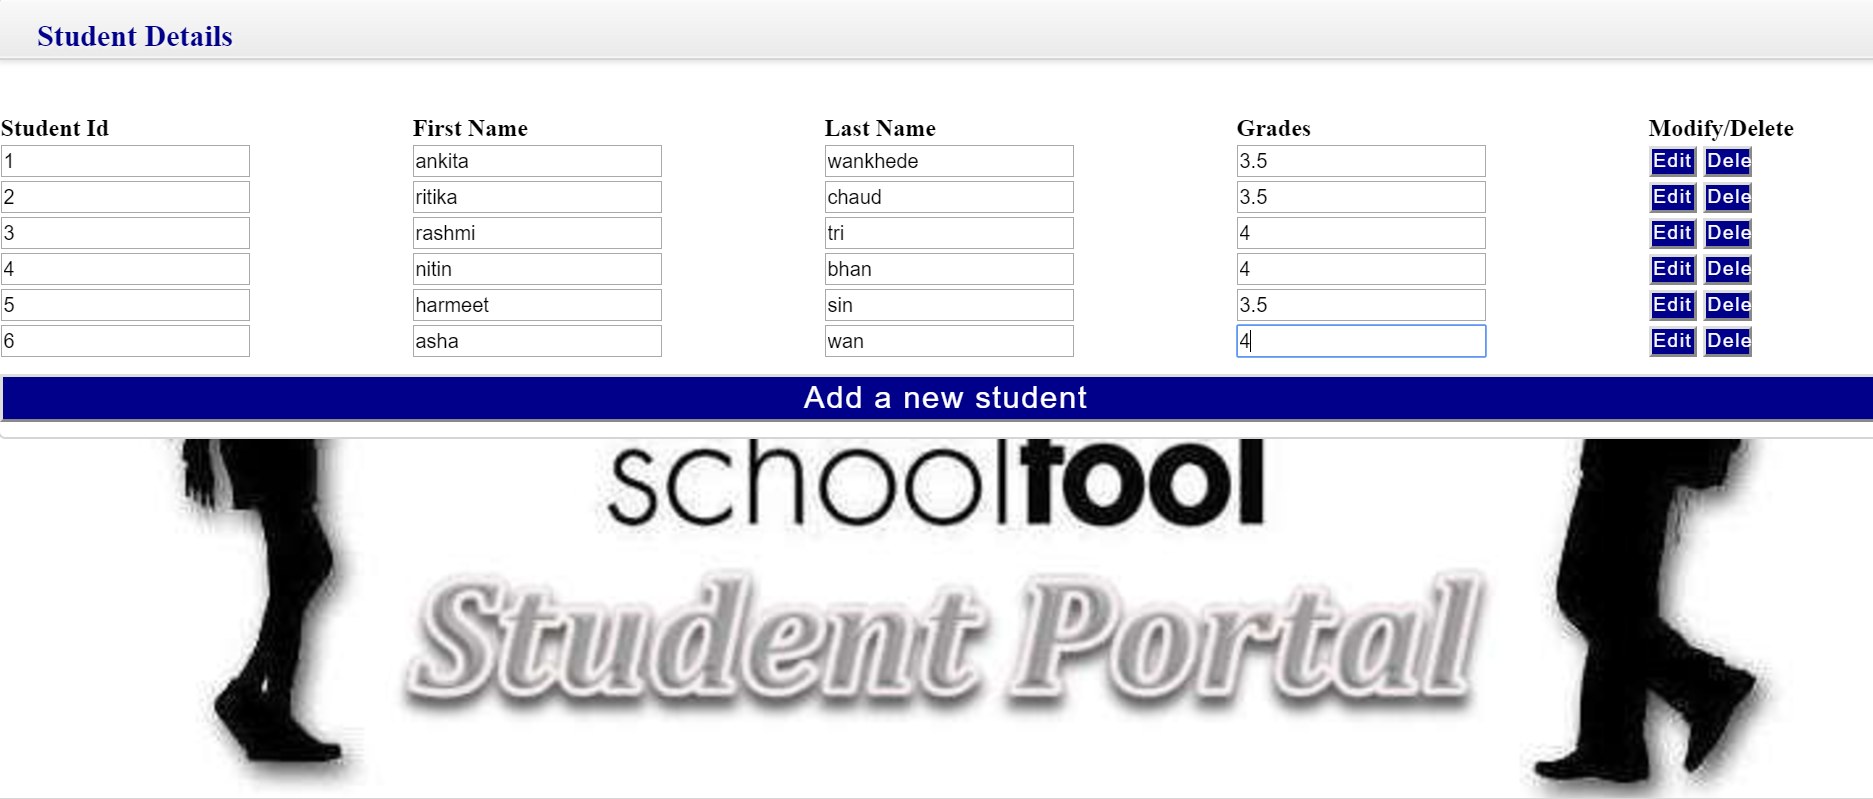 Student Details
Student Id First Name Last Name Grades Modify/Delete
1 ankita wankhede 3.5 Edit Dele
2 ritika chaud 3.5 Edit Dele
3 rashmi tri 4 Edit Dele
4 nitin bhan 4 Edit Dele
5 harmeet sin 3.5 Edit Dele
6 asha wan 4 Edit Dele
Add a new student
schooltool
Student Portal